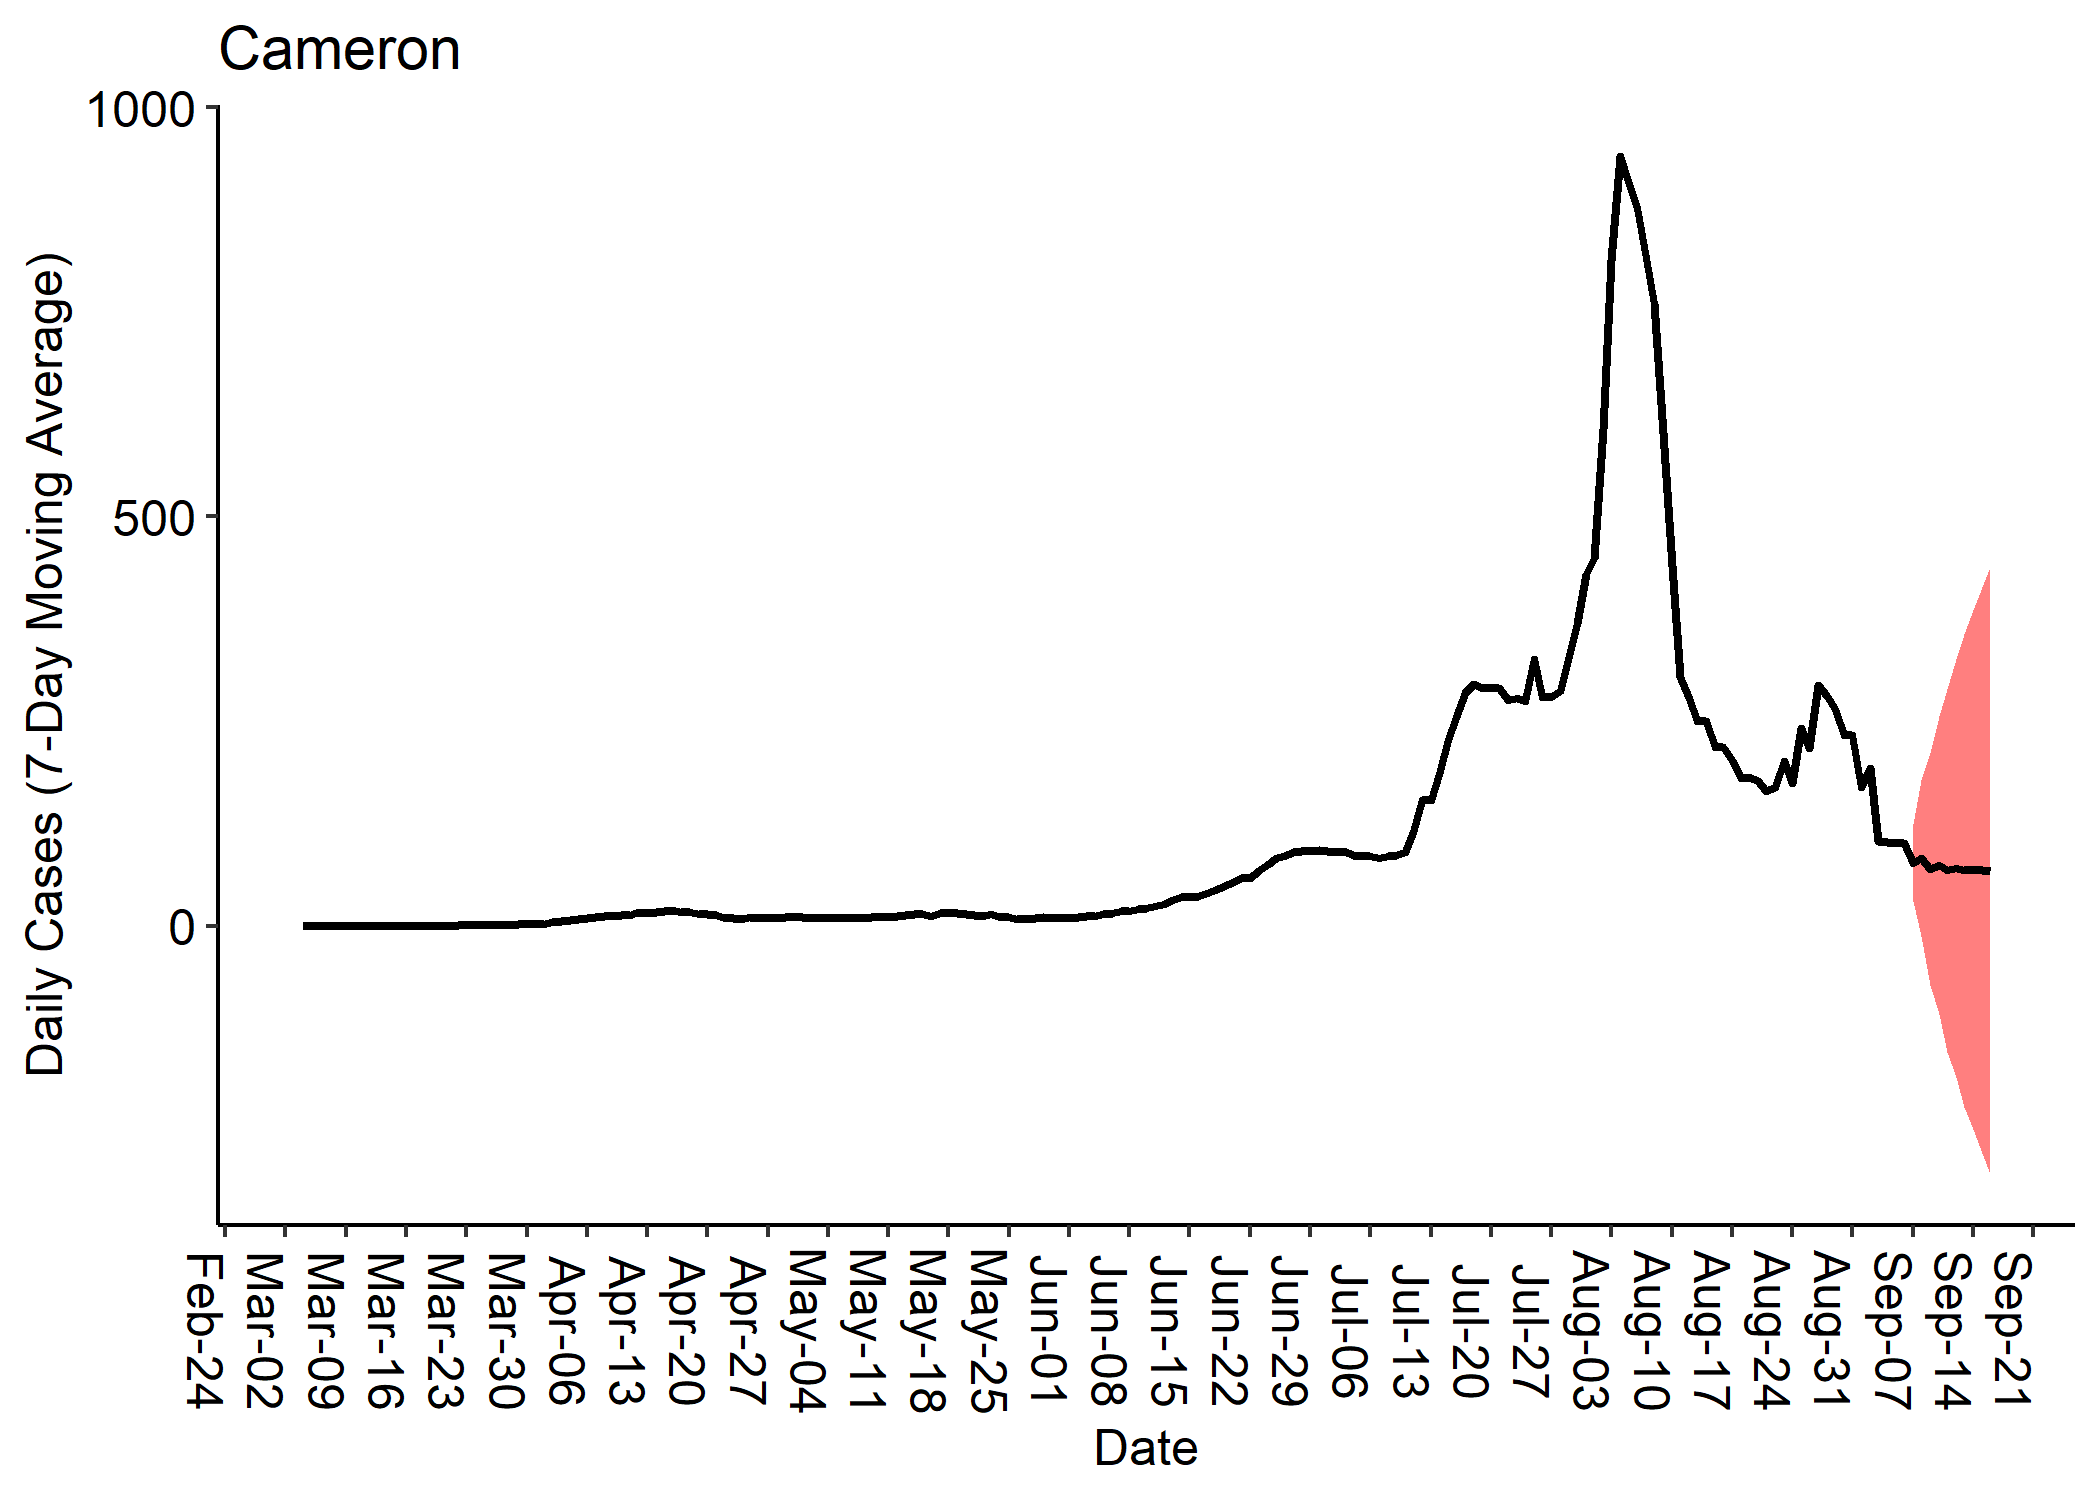 Cameron
Daily Cases (7-Day Moving Average)
1000
500
0
Feb-24
Mar-02
Mar-09
Mar-16
Mar-23
Mar-30
Apr-06
Apr-13
Apr-20
Apr-27
May-04
May-11
May-18
May-25
Jun-01
Jun-08
Jun-15
Jun-22
Jun-29
Jul-06
Jul-13
Jul-20
Jul-27
Aug-03
Aug-10
Aug-17
Aug-24
Aug-31
Sep-07
Sep-14
Sep-21
Date